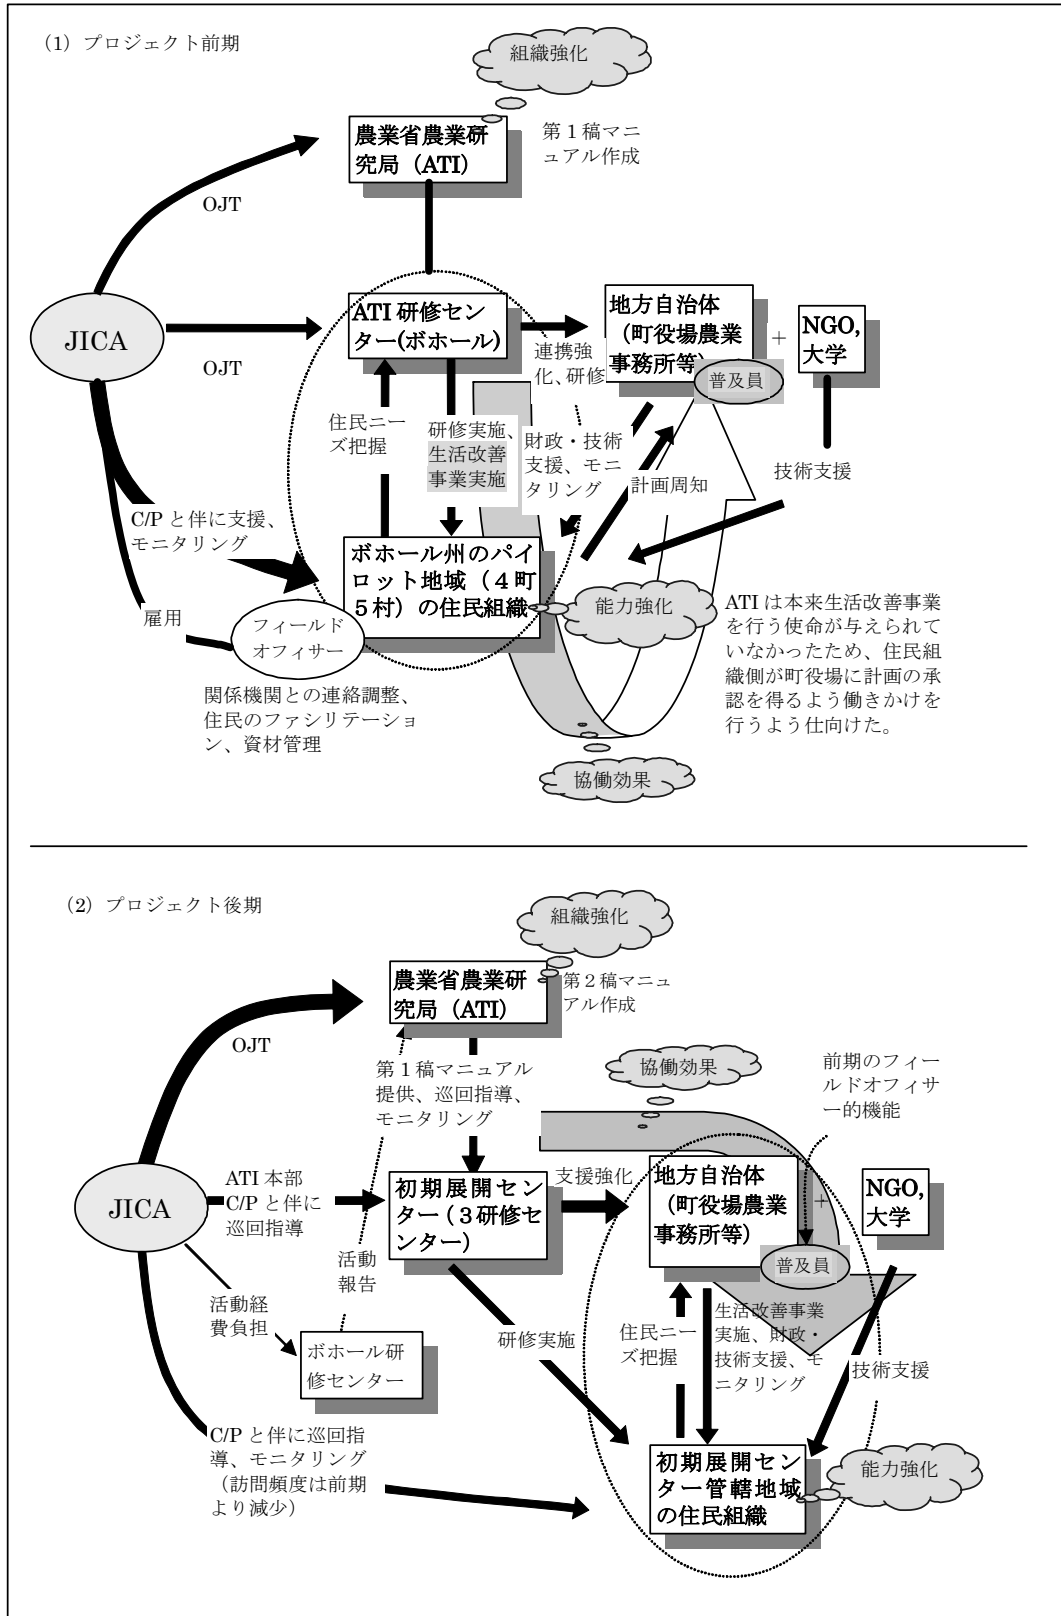 (1) プロジェクト前期
組織強化
農業省農業研
究局 (ATI)
第1稿マニ
ュアル作成
OJT
JICA
OJT
ATI 研修セン
ター(ボホール)
地方自治体
(町役場農業
事務所等)
普及員
+
NGO,
大学
連携強
化、研修
住民ニー
ズ把握
研修実施、
生活改善
事業実施
財政・技術
支援、モニ
タリング
計画周知
技術支援
C/P と伴に支援、
モニタリング
ボホール州のパイ
ロット地域(4町
5村)の住民組織
能力強化
雇用
フィールド
オフィサー
関係機関との連絡調整、
住民のファシリテーショ
ン、資材管理
ATI は本来生活改善事業
を行う使命が与えられて
いなかったため、住民組
織側が町役場に計画の承
認を得るよう働きかけを
行うよう仕向けた。
協働効果
(2) プロジェクト後期
組織強化
農業省農業研
究局 (ATI)
第2稿マニュ
アル作成
OJT
第1稿マニュアル
提供、巡回指導、
モニタリング
協働効果
前期のフィー
ルドオフィサ
ー的機能
JICA
ATI 本部
C/P と伴に
巡回指導
初期展開セン
ター(3研修セ
ンター)
支援強化
地方自治体
(町役場農業
事務所等)
+
普及員
NGO,
大学
活動
報告
活動経
費負担
ボホール研
修センター
研修実施
住民ニー
ズ把握
生活改善事業
実施、財政・
技術支援、モ
ニタリング
技術支援
C/P と伴に巡回指
導、モニタリング
(訪問頻度は前期
より減少)
初期展開セン
ター管轄地域
の住民組織
能力強化